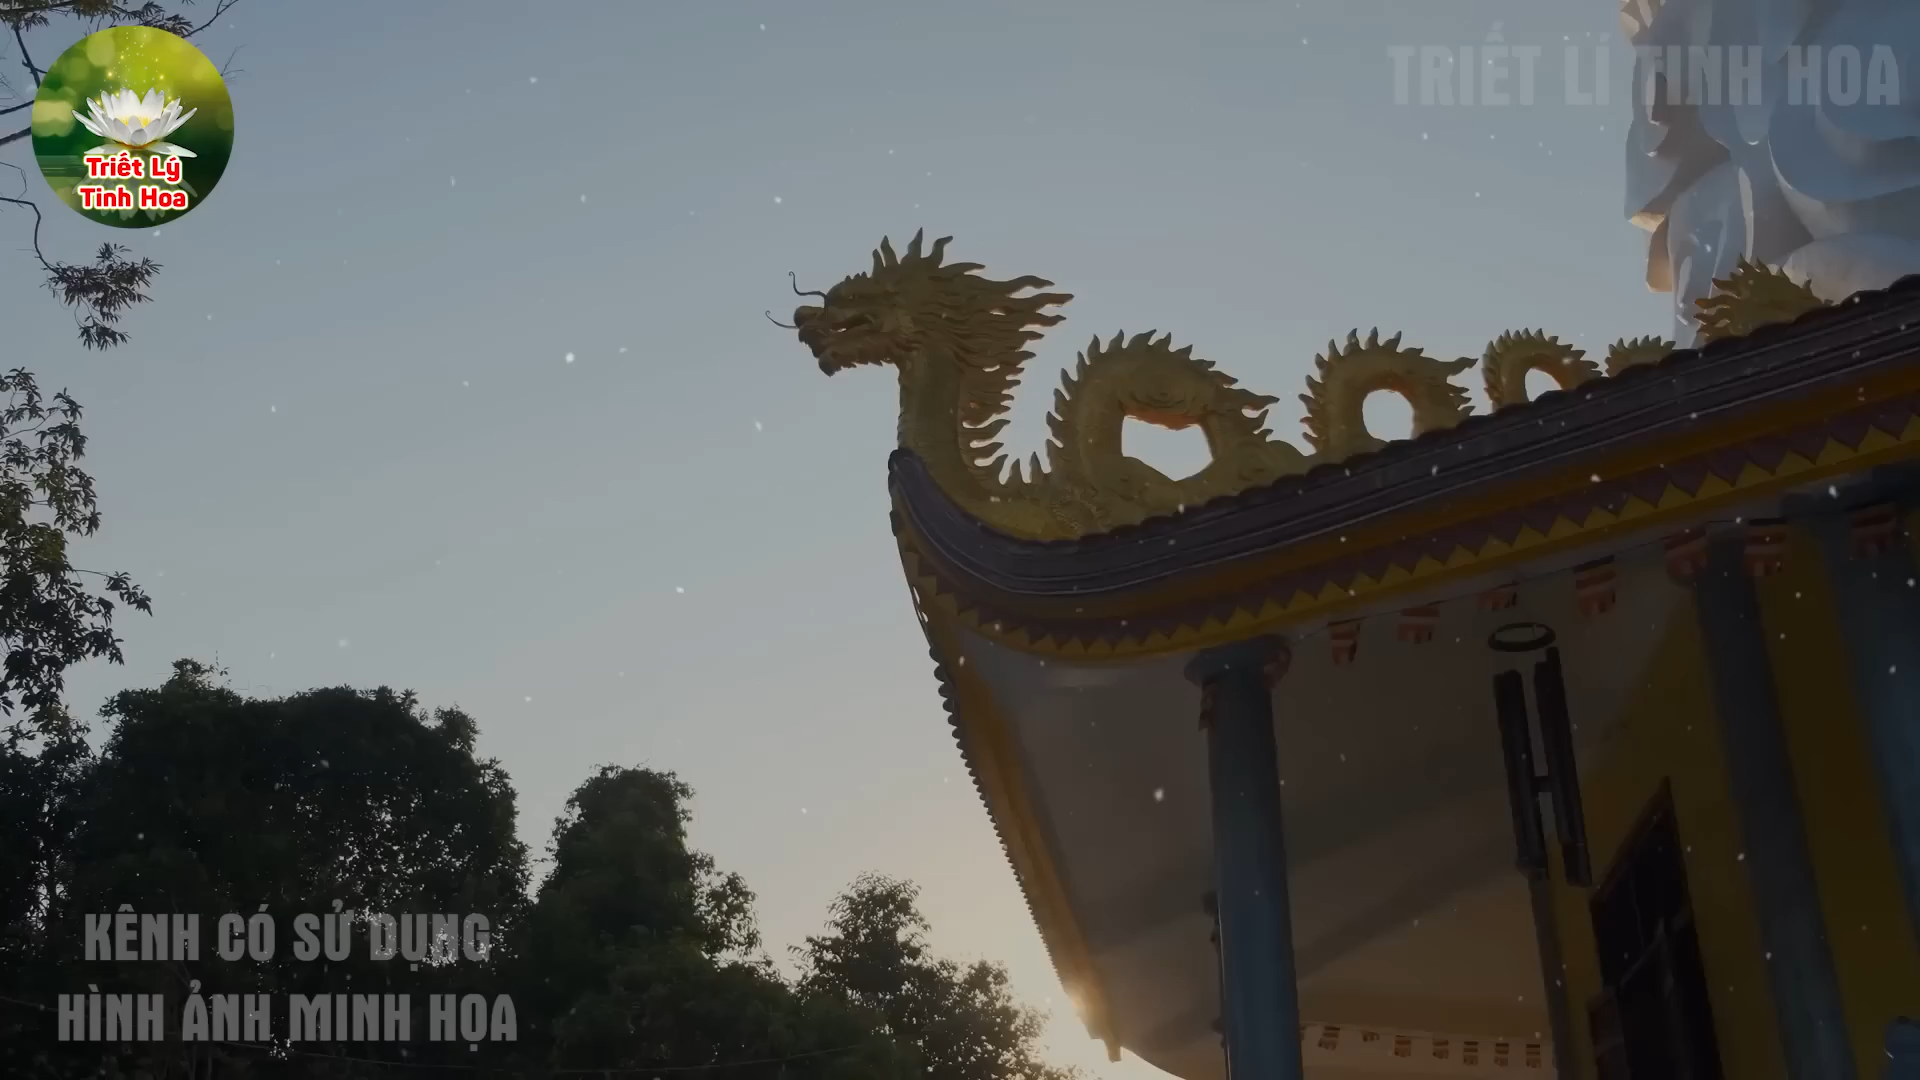 Triết Lý
Tinh Hoa
TRIẾT LÍ TINH HOA
KÊNH CÓ SỬ DỤNG
HÌNH ẢNH MINH HỌA